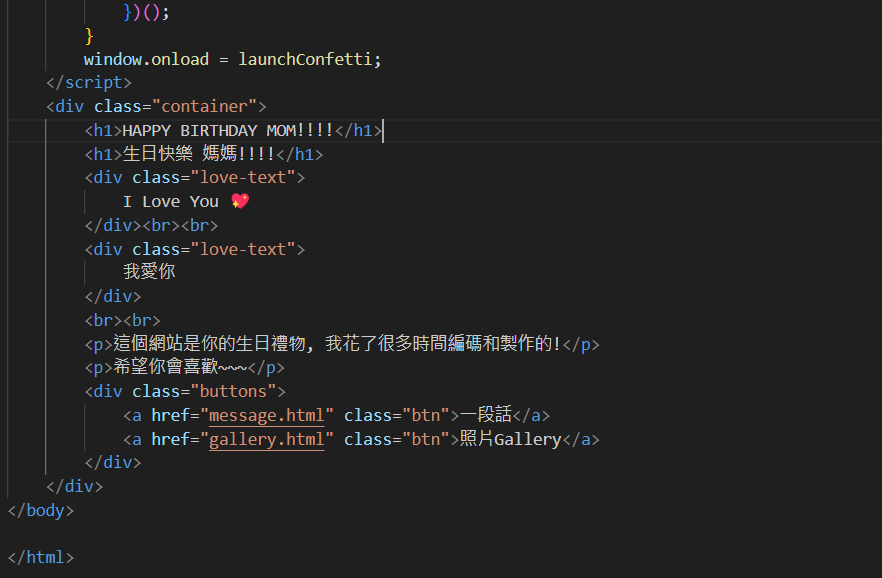 })();
}
window.onload = launchConfetti;
</script>
<div class="container">
<h1>HAPPY BIRTHDAY MOM!!!!</h1>
<h1>生日快樂 媽媽!!!!</h1>
<div class="love-text">
I Love You 💖
</div><br><br>
<div class="love-text">
我愛你
</div>
<br><br>
<p>這個網站是你的生日禮物, 我花了很多時間編碼和製作的!</p>
<p>希望你會喜歡~~~</p>
<div class="buttons">
<a href="message.html" class="btn">一段話</a>
<a href="gallery.html" class="btn">照片Gallery</a>
</div>
</div>
</body>
</html>